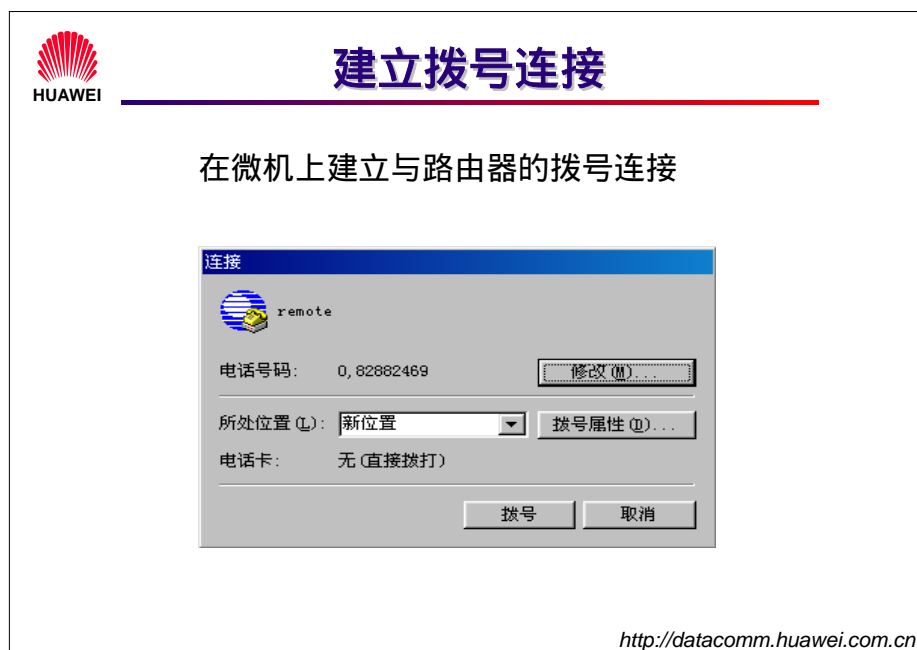 HUAWEI
建立拨号连接
在微机上建立与路由器的拨号连接
连接
remote
电话号码: 0,82882469 修改(M)...
所处位置(L): 新位置 拨号属性(D)...
电话卡: 无(直接拨打)
拨号 取消
http://datacomm.huawei.com.cn